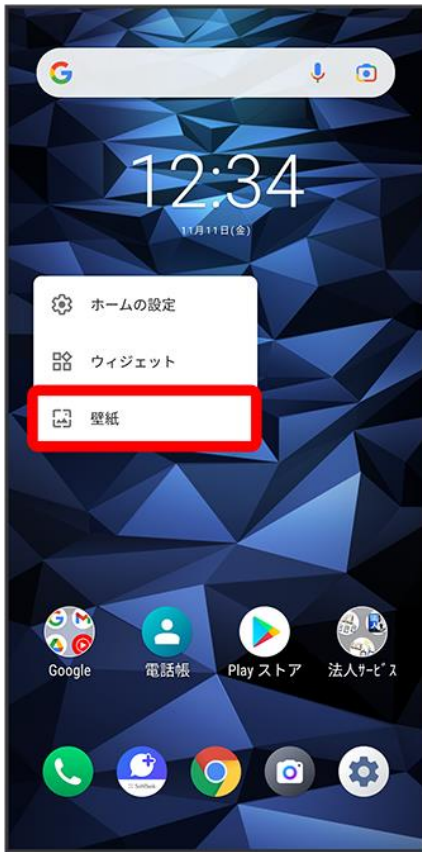 12:34
11月11日(金)
ホームの設定
ウィジェット
壁紙
Google
電話帳
Play ストア
法人サービス
SoftBank